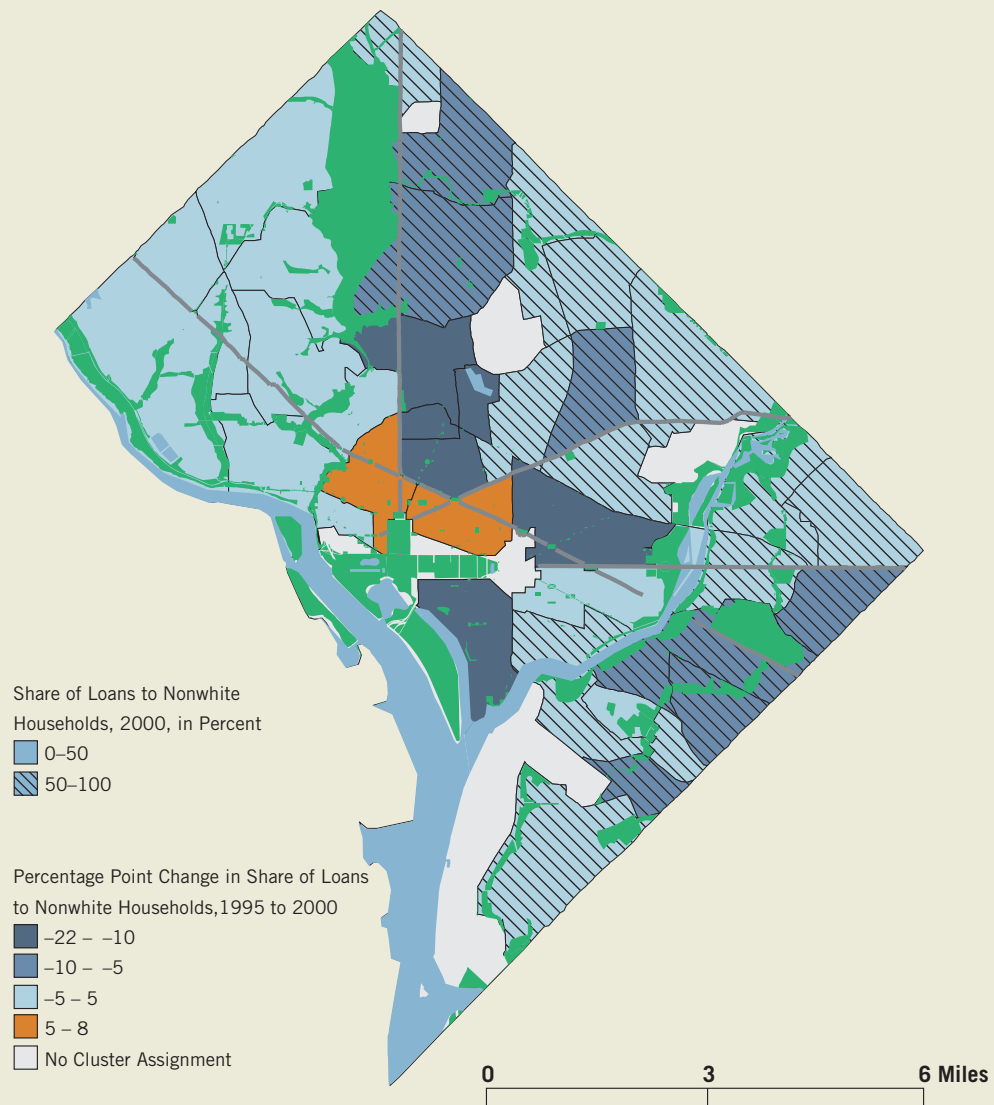 Share of Loans to Nonwhite
Households, 2000, in Percent
0–50
50–100
Percentage Point Change in Share of Loans
to Nonwhite Households,1995 to 2000
–22 – –10
–10 – –5
–5 – 5
5 – 8
No Cluster Assignment
0 3 6 Miles